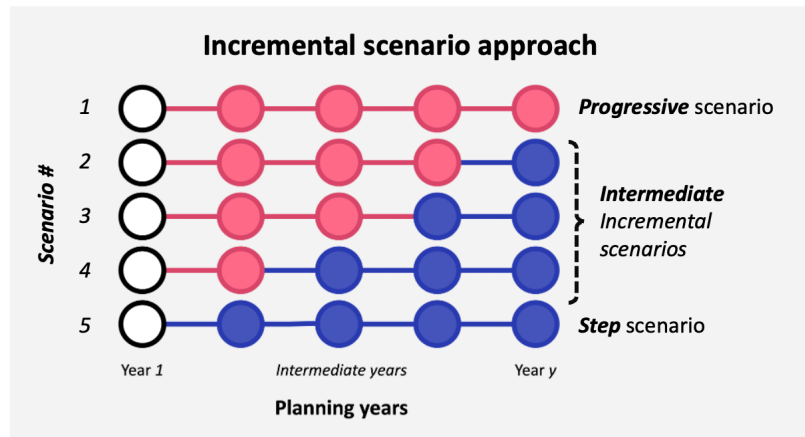 Incremental scenario approach
Scenario #
1
Progressive scenario
2
3
4
Intermediate
Incremental
scenarios
5
Step scenario
Year 1
Intermediate years
Year y
Planning years